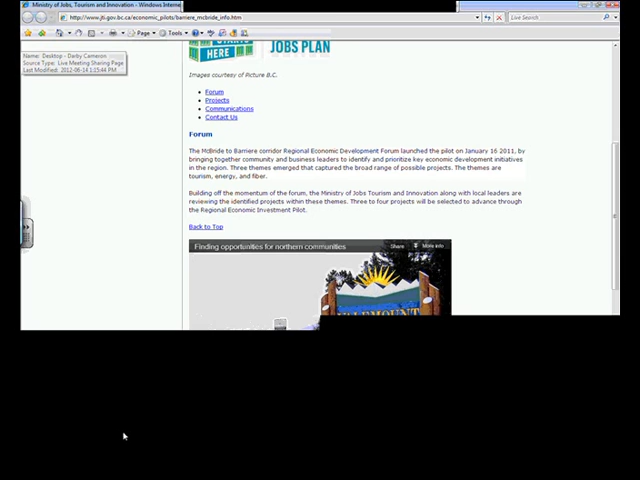 Ministry of Jobs, Tourism and Innovation - Windows Interne
http://www.jti.gov.bc.ca/economic_pilots/barriere_mcbride_info.htm
Live Search
Page
Tools
Name: Desktop - Darby Cameron
Source Type: Live Meeting Sharing Page
Last Modified: 2012-06-14 1:15:44 PM
STARTS
HERE
JOBS PLAN
Images courtesy of Picture B.C.
Forum
Projects
Communications
Contact Us
Forum
The McBride to Barriere corridor Regional Economic Development Forum launched the pilot on January 16 2011, by
bringing together community and business leaders to identify and prioritize key economic development initiatives
in the region. Three themes emerged that captured the broad range of possible projects. The themes are
tourism, energy, and fiber.
Building off the momentum of the forum, the Ministry of Jobs Tourism and Innovation along with local leaders are
reviewing the identified projects within these themes. Three to four projects will be selected to advance through
the Regional Economic Investment Pilot.
Back to Top
Finding opportunities for northern communities
Share
More info